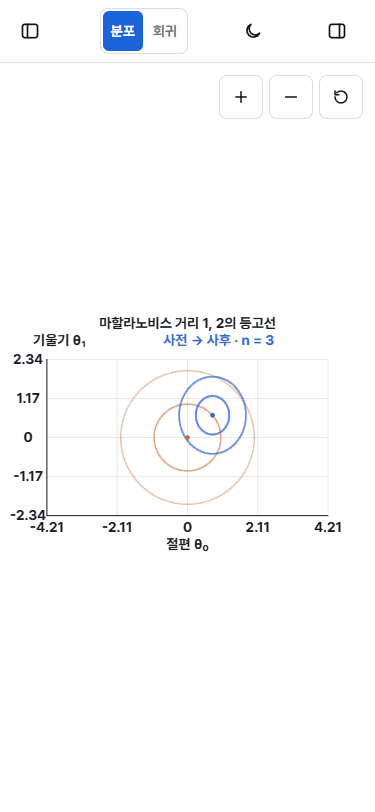 분포 회귀
마할라노비스 거리 1, 2의 등고선
기울기 θ₁ 사전 → 사후 · n = 3
2.34
1.17
0
-1.17
-2.34
-4.21 -2.11 0 2.11 4.21
절편 θ₀